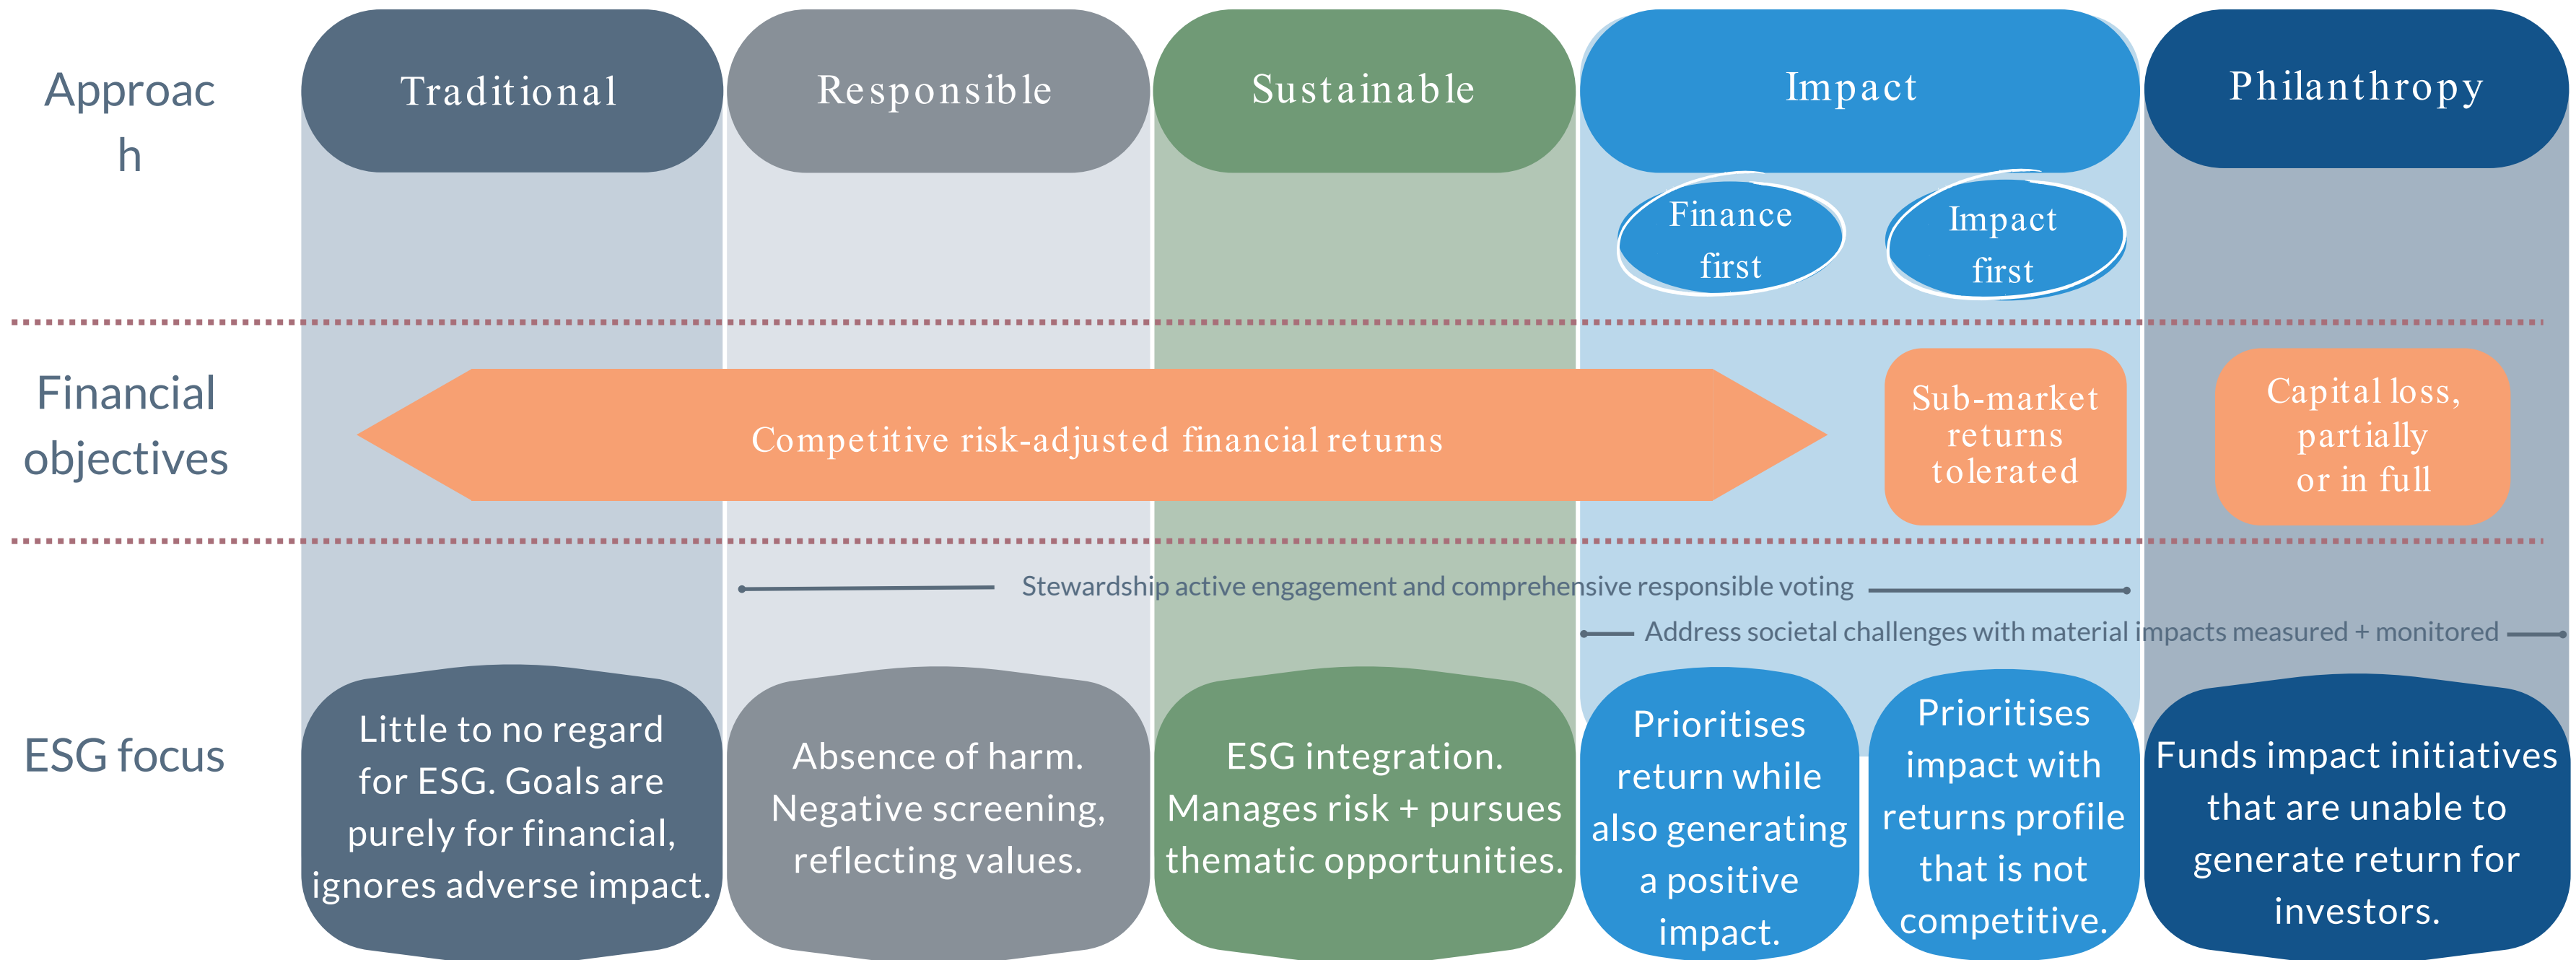 Approac
h
Traditional
Responsible
Sustainable
Impact
Philanthropy
Finance
first
Impact
first
Financial
objectives
Competitive risk-adjusted financial returns
Sub-market
returns
tolerated
Capital loss,
partially
or in full
Stewardship active engagement and comprehensive responsible voting
Address societal challenges with material impacts measured + monitored
ESG focus
Little to no regard
for ESG. Goals are
purely for financial,
ignores adverse impact.
Absence of harm.
Negative screening,
reflecting values.
ESG integration.
Manages risk + pursues
thematic opportunities.
Prioritises
return while
also generating
a positive
impact.
Prioritises
impact with
returns profile
that is not
competitive.
Funds impact initiatives
that are unable to
generate return for
investors.